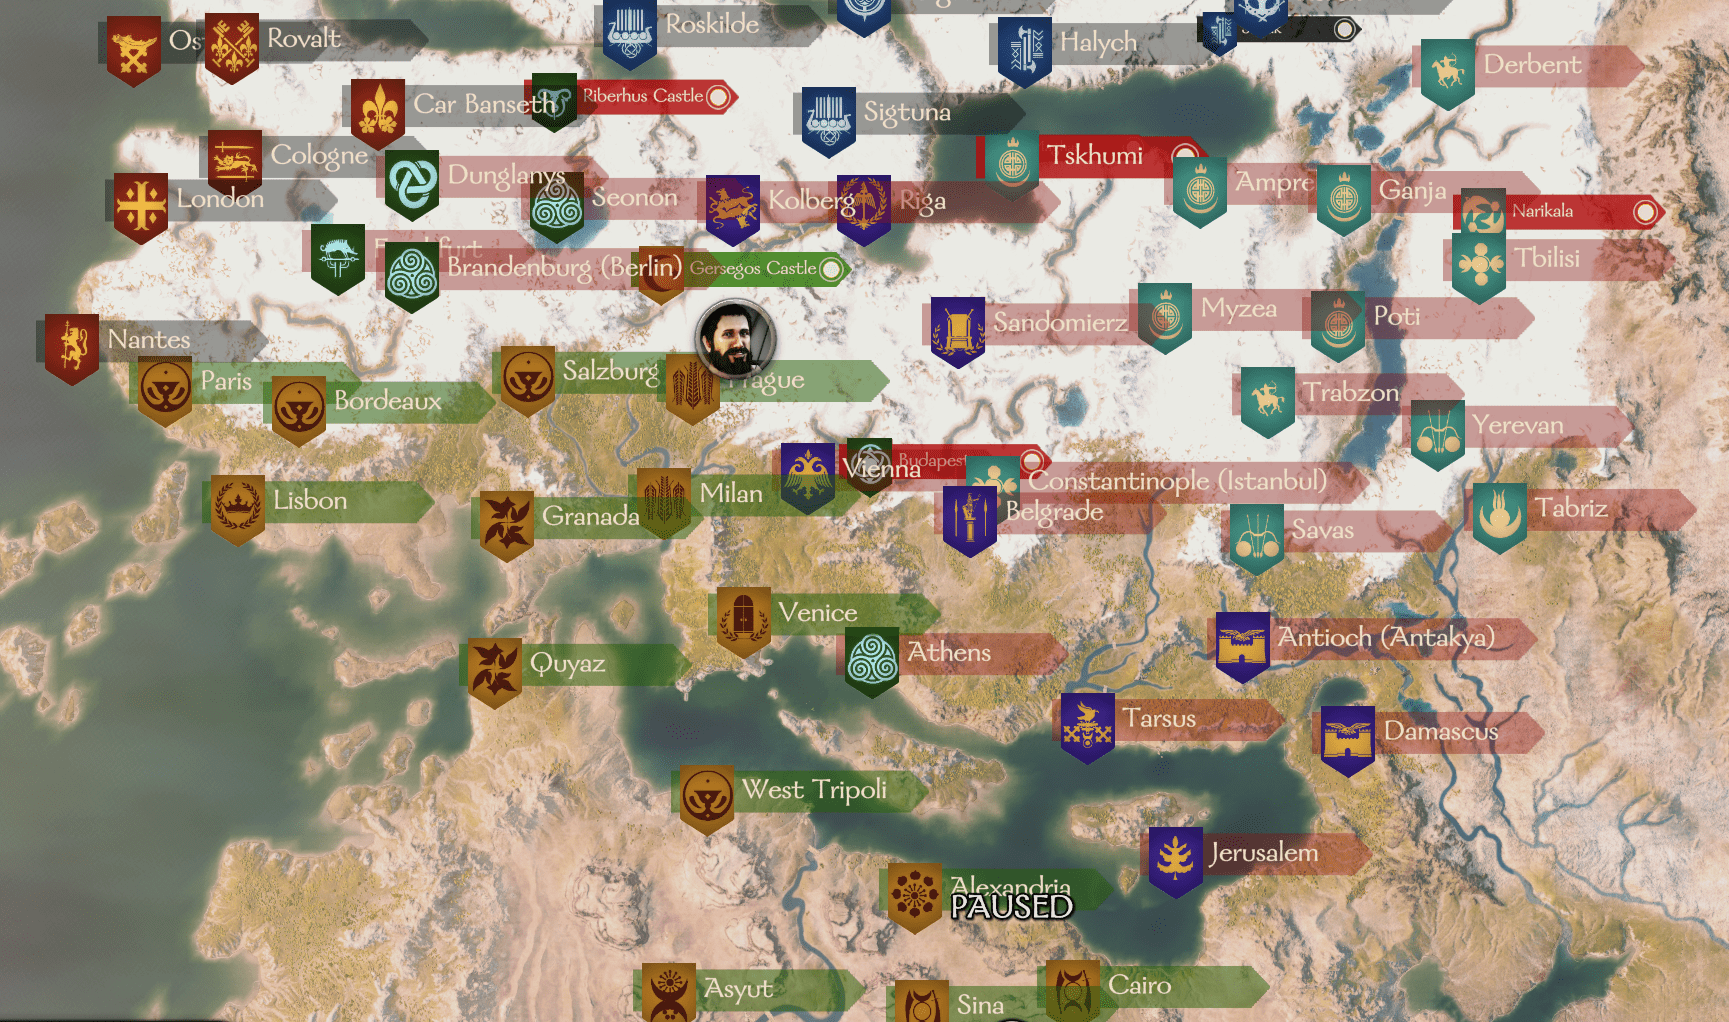 Roskilde
Rovalt
Halych
Derbent
Riberhus Castle
Car Banseth
Sigtuna
Cologne
Tskhumi
Dunglanys
Ampre
Ganja
London
Seonon
Kolberg
Riga
Narikala
Brandenburg (Berlin)
Gersegos Castle
Tbilisi
Nantes
Sandomierz
Myzea
Poti
Paris
Salzburg
Prague
Bordeaux
Trabzon
Yerevan
Vienna
Budapest
Constantinople (Istanbul)
Lisbon
Milan
Granada
Belgrade
Savas
Tabriz
Venice
Quyaz
Athens
Antioch (Antakya)
Tarsus
Damascus
West Tripoli
Jerusalem
Alexandria
PAUSED
Asyut
Sina
Cairo